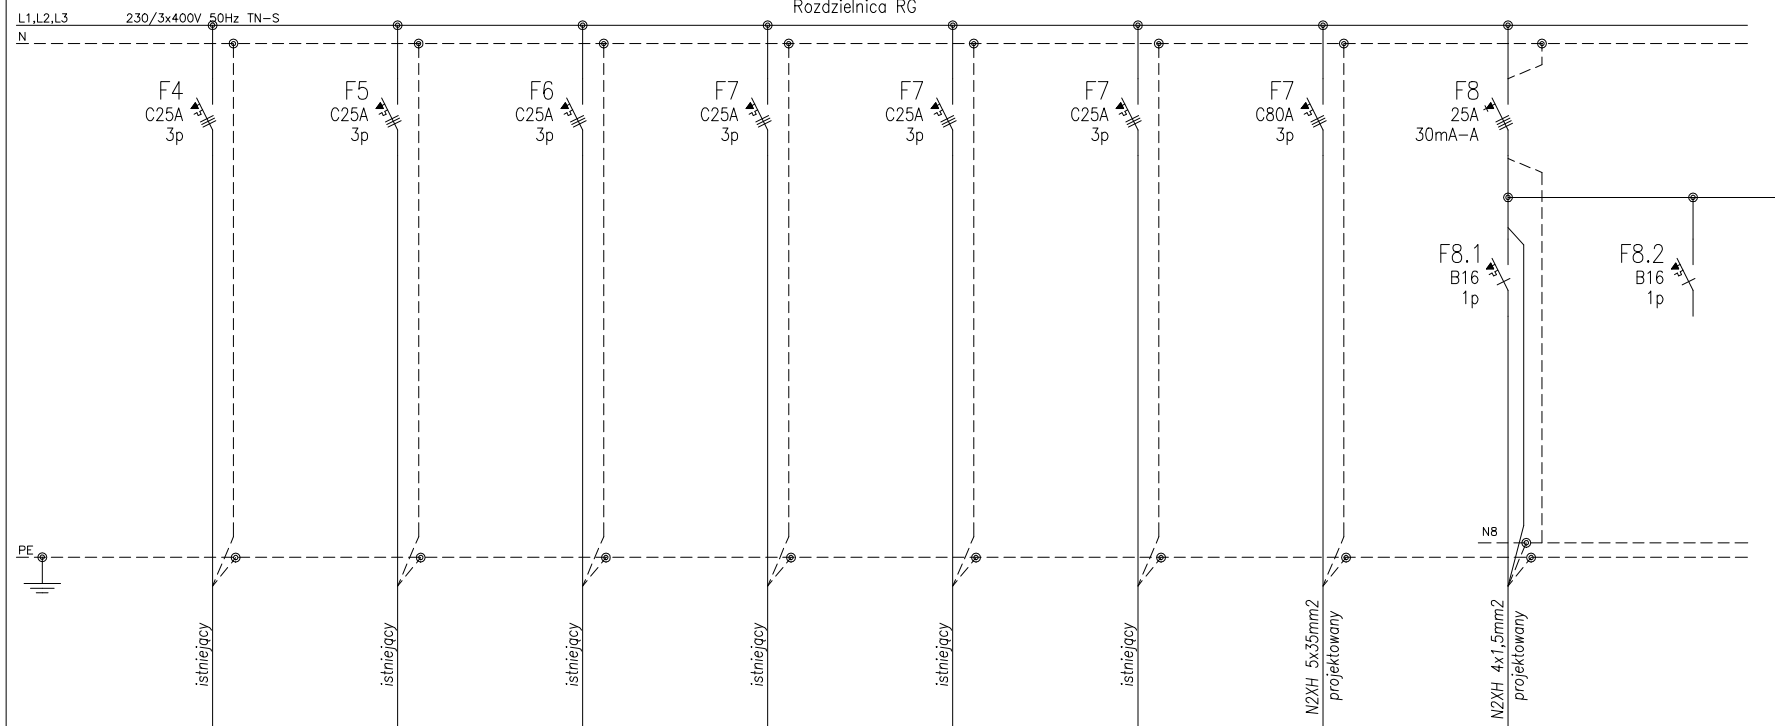 Rozdzielnica RG
L1,L2,L3 230/3x400V 50Hz TN-S
N
F4
C25A
3p
F5
C25A
3p
F6
C25A
3p
F7
C25A
3p
F7
C25A
3p
F7
C25A
3p
F7
C80A
3p
F8
25A
30mA-A
F8.1
B16
1p
F8.2
B16
1p
N8
PE
istniejący
istniejący
istniejący
istniejący
istniejący
istniejący
N2XH 5x35mm2
projektowany
N2XH 4x1,5mm2
projektowany